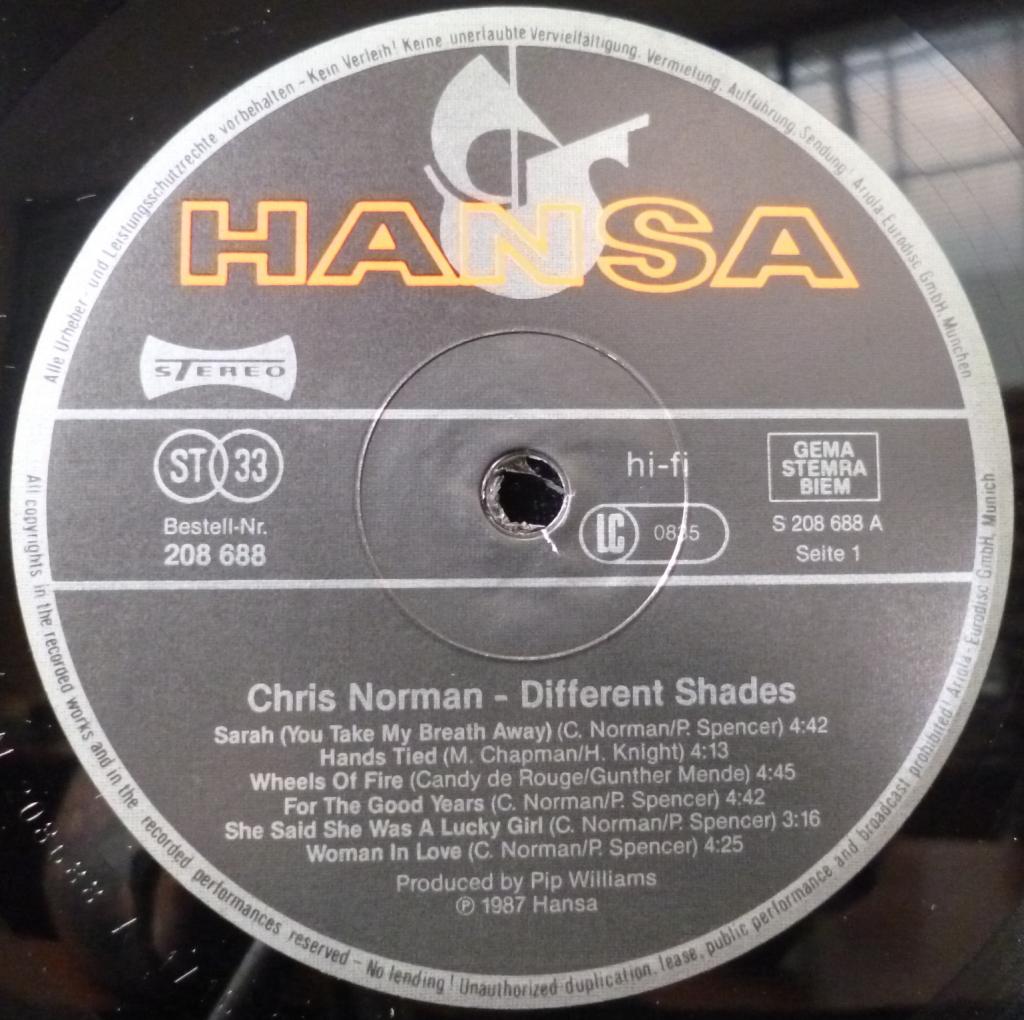 Alle Urheber- und Leistungsschutzrechte vorbehalten – Kein Verleih! Keine unerlaubte Vervielfältigung, Vermietung, Aufführung, Sendung! Ariola-Eurodisc GmbH, München
HANSA
STEREO
ST 33
Bestell-Nr.
208 688
hi-fi
LC 0835
GEMA
STEMRA
BIEM
S 208 688 A
Seite 1
Chris Norman - Different Shades
Sarah (You Take My Breath Away) (C. Norman/P. Spencer) 4:42
Hands Tied (M. Chapman/H. Knight) 4:13
Wheels Of Fire (Candy de Rouge/Gunther Mende) 4:45
For The Good Years (C. Norman/P. Spencer) 4:42
She Said She Was A Lucky Girl (C. Norman/P. Spencer) 3:16
Woman In Love (C. Norman/P. Spencer) 4:25
Produced by Pip Williams
℗ 1987 Hansa
All copyrights in the recorded works and in the recorded performances reserved – No lending! Unauthorized duplication, lease, public performance and broadcast prohibited! Ariola-Eurodisc GmbH, Munich